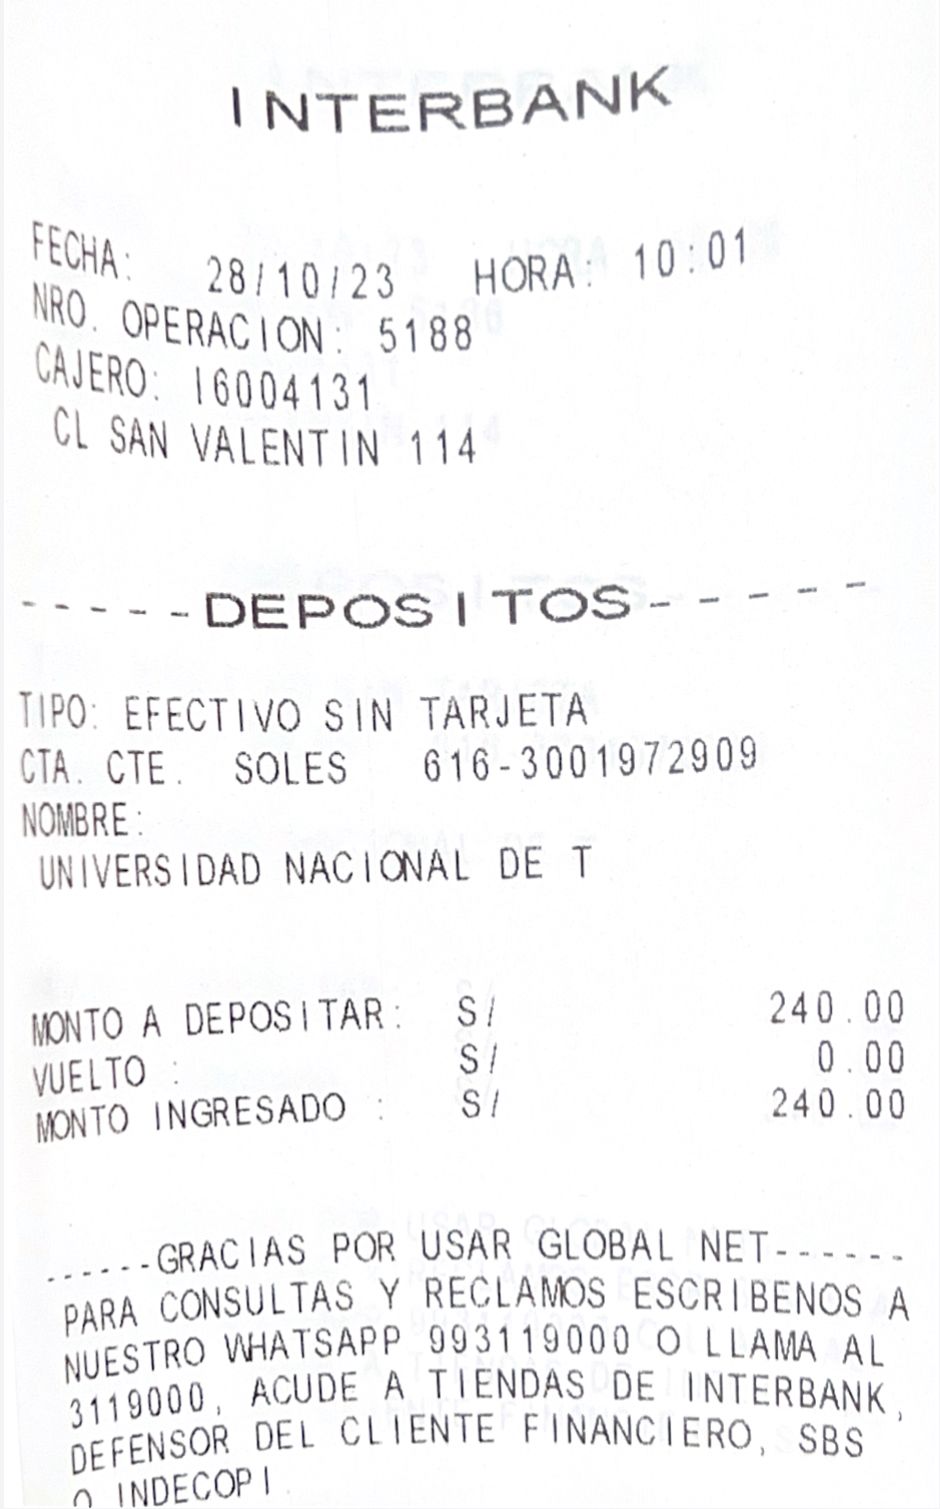 INTERBANK
FECHA: 28/10/23 HORA: 10:01
NRO. OPERACION: 5188
CAJERO: I6004131
CL SAN VALENTIN 114
-----DEPOSITOS------
TIPO: EFECTIVO SIN TARJETA
CTA. CTE. SOLES 616-3001972909
NOMBRE:
UNIVERSIDAD NACIONAL DE T
MONTO A DEPOSITAR: S/ 240.00
VUELTO : S/ 0.00
MONTO INGRESADO : S/ 240.00
------GRACIAS POR USAR GLOBAL NET------
PARA CONSULTAS Y RECLAMOS ESCRIBENOS A
NUESTRO WHATSAPP 993119000 O LLAMA AL
3119000, ACUDE A TIENDAS DE INTERBANK,
DEFENSOR DEL CLIENTE FINANCIERO, SBS
O INDECOPI